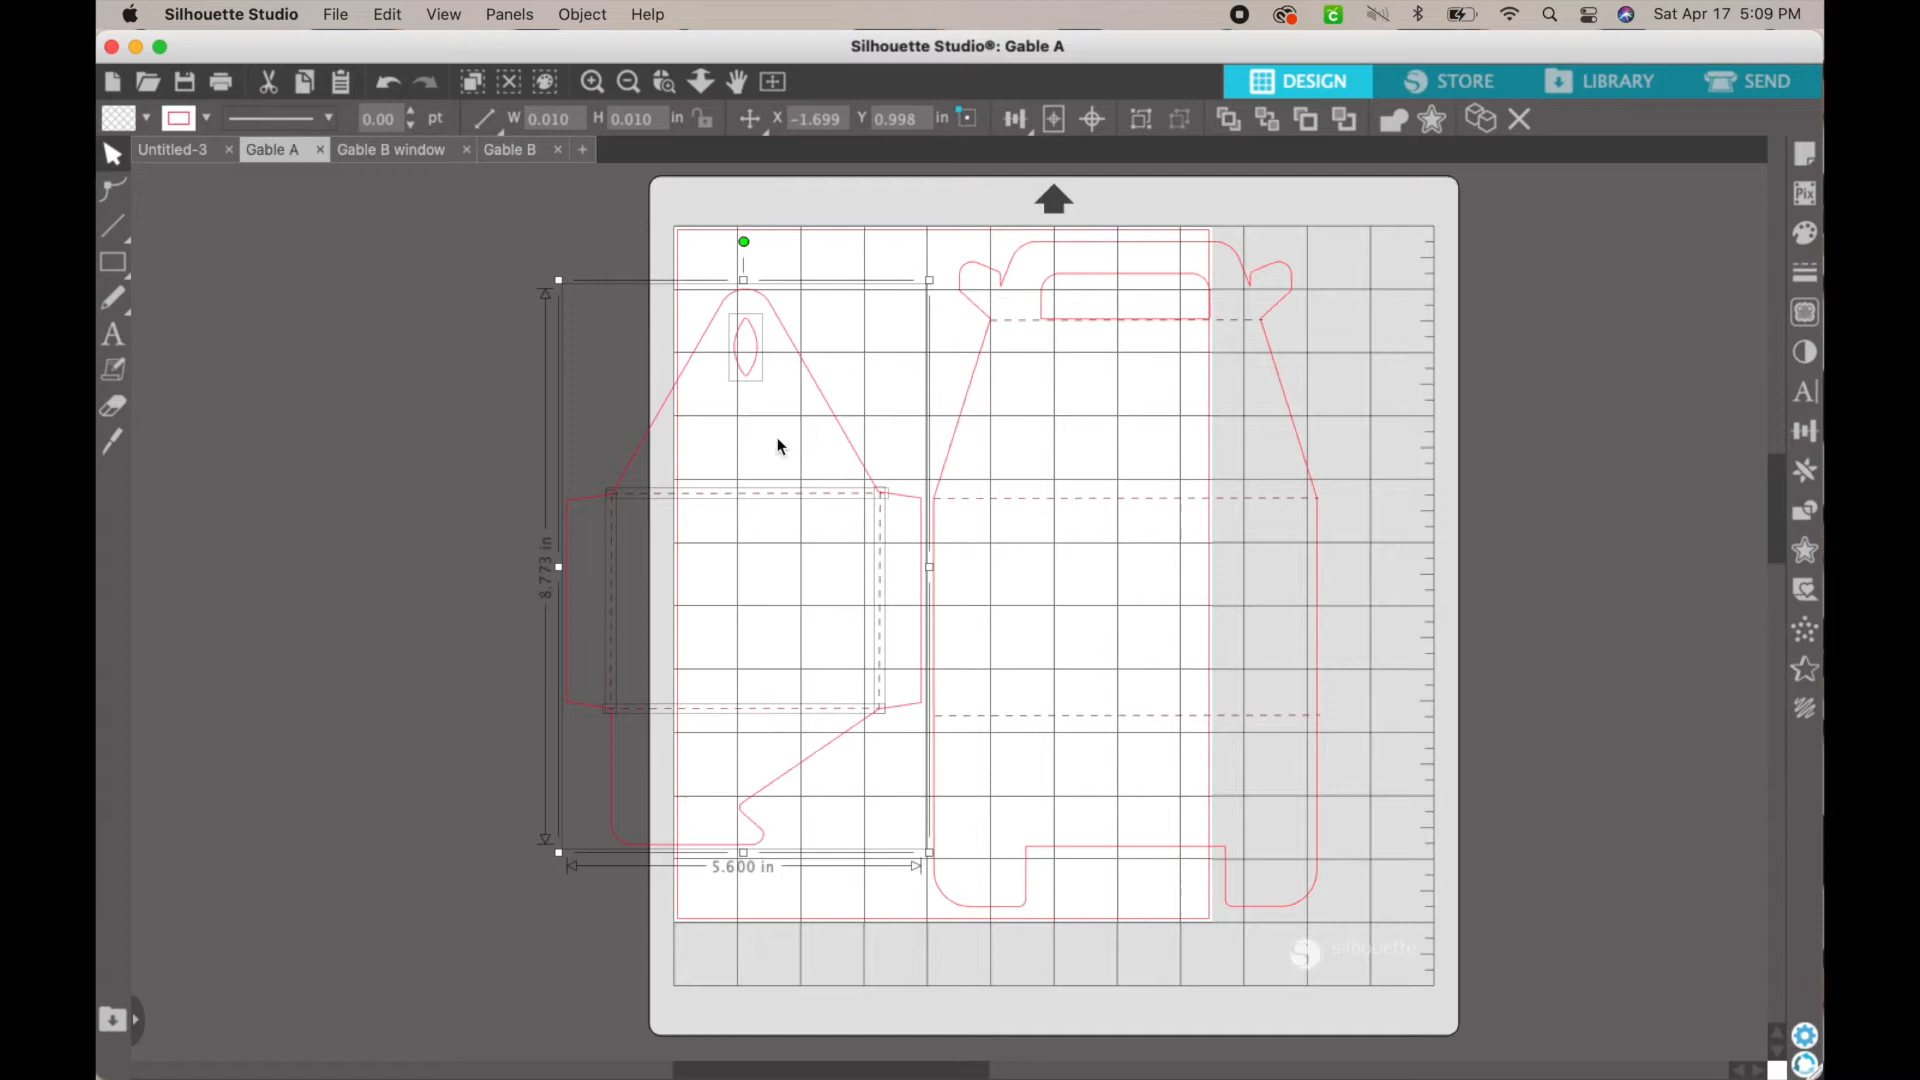 Silhouette Studio File Edit View Panels Object Help Sat Apr 17 5:09 PM
Silhouette Studio®: Gable A
DESIGN STORE LIBRARY SEND
0.00 pt W 0.010 H 0.010 in X -1.699 Y 0.998 in
Untitled-3 Gable A Gable B window Gable B
Pix
8.773 in
5.600 in
silhouette